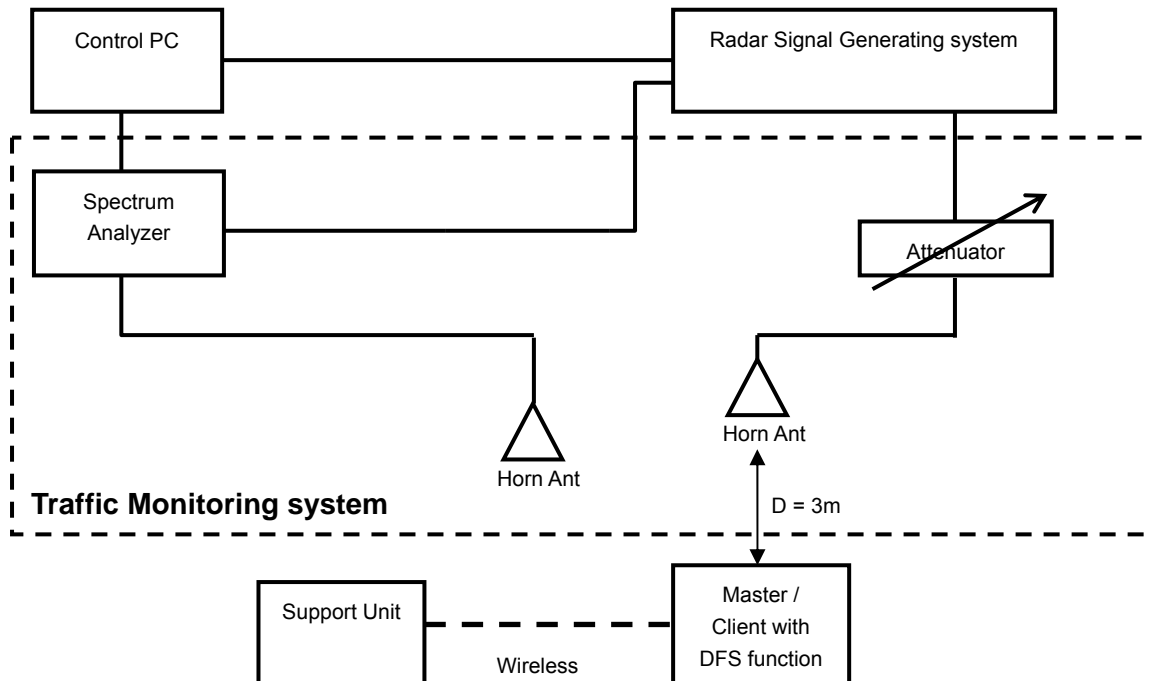 Control PC
Radar Signal Generating system
Spectrum
Analyzer
Attenuator
Horn Ant
Horn Ant
Traffic Monitoring system
D = 3m
Support Unit
Wireless
Master /
Client with
DFS function